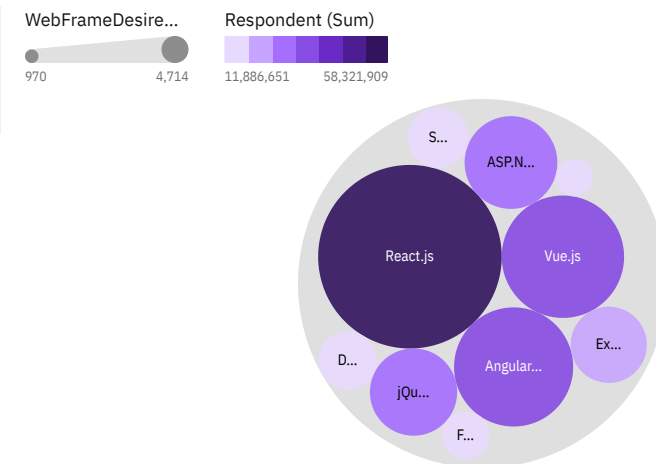 WebFrameDesire...
Respondent (Sum)
970
4,714
11,886,651
58,321,909
S...
ASP.N...
React.js
Vue.js
Ex...
D...
Angular...
jQu...
F...